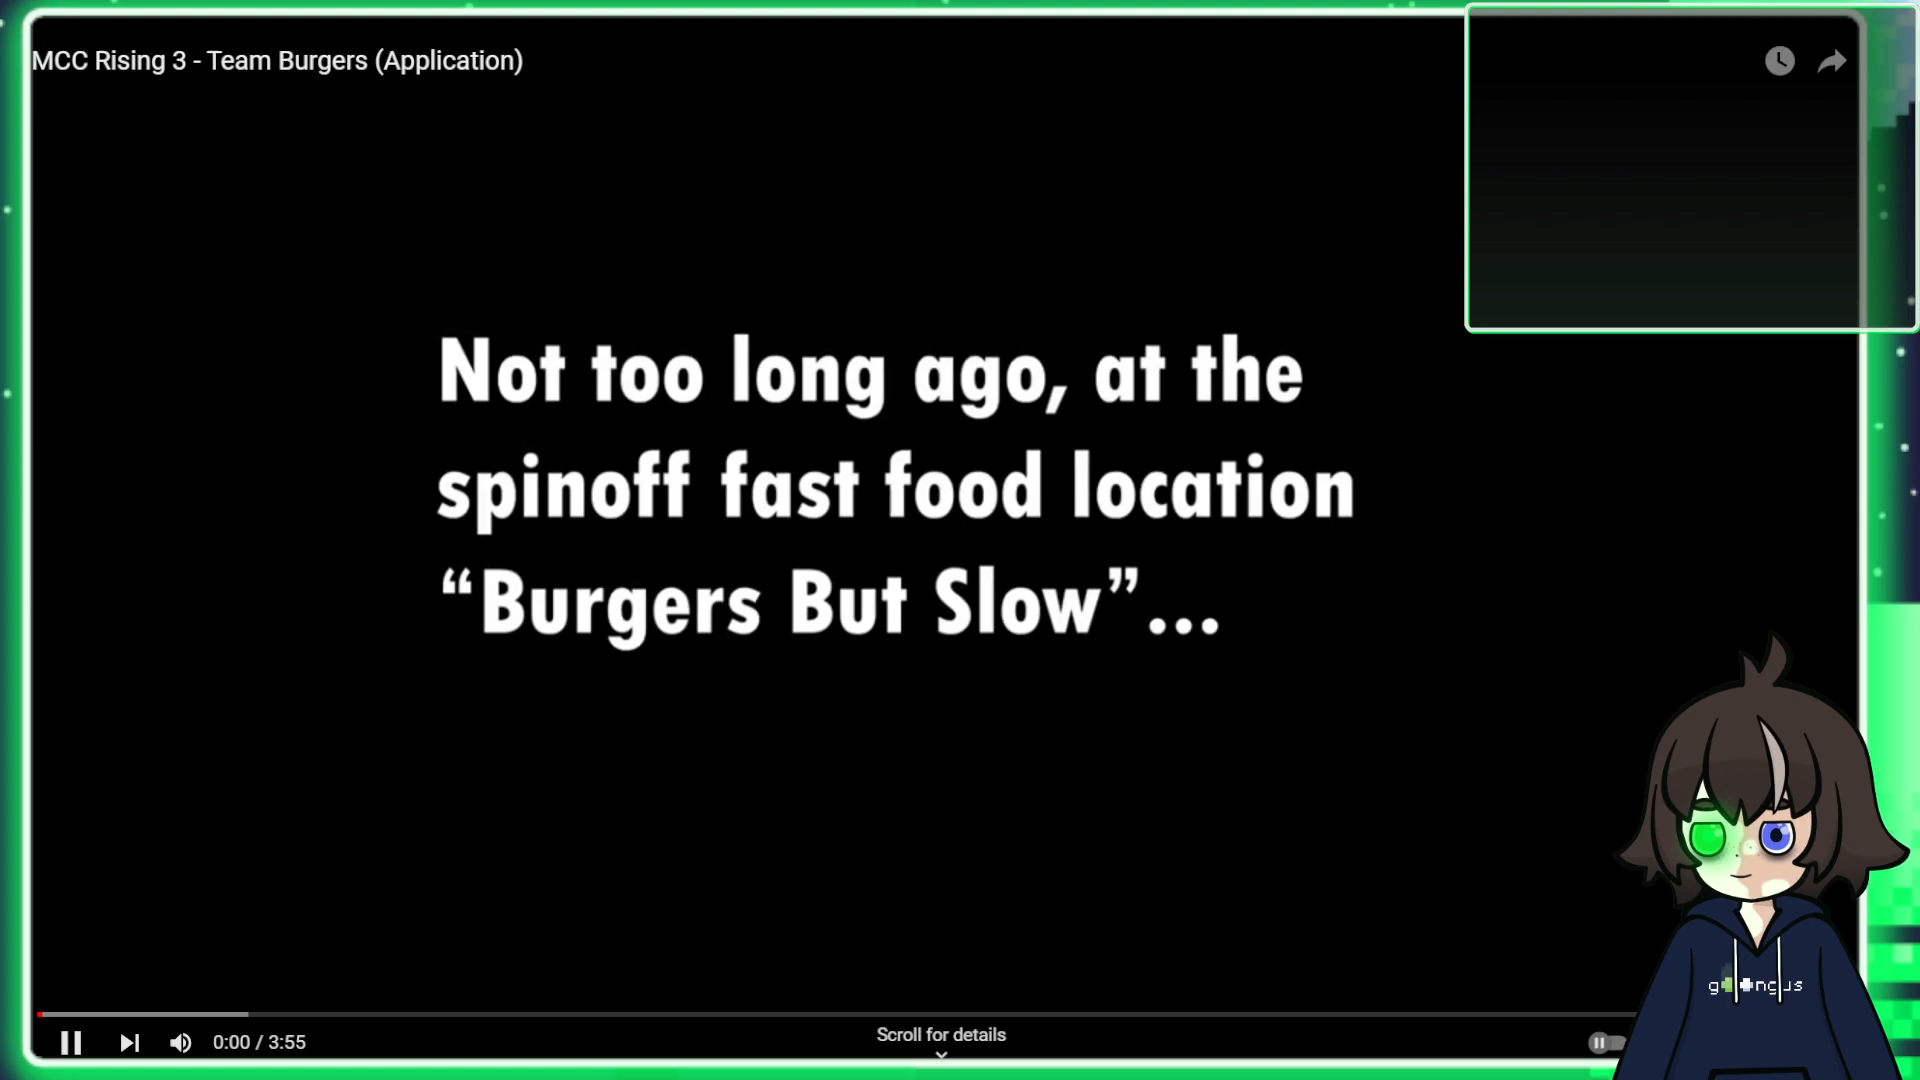 MCC Rising 3 - Team Burgers (Application)
Not too long ago, at the
spinoff fast food location
“Burgers But Slow”...
0:00 / 3:55
Scroll for details